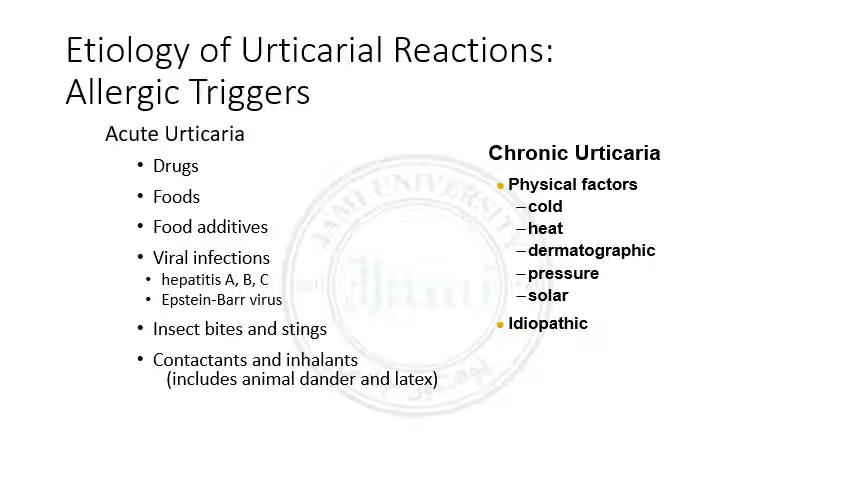 Etiology of Urticarial Reactions:
Allergic Triggers
Acute Urticaria
• Drugs
• Foods
• Food additives
• Viral infections
• hepatitis A, B, C
• Epstein-Barr virus
• Insect bites and stings
• Contactants and inhalants
(includes animal dander and latex)
Chronic Urticaria
• Physical factors
–cold
–heat
–dermatographic
–pressure
–solar
• Idiopathic
JAMI UNIVERSITY